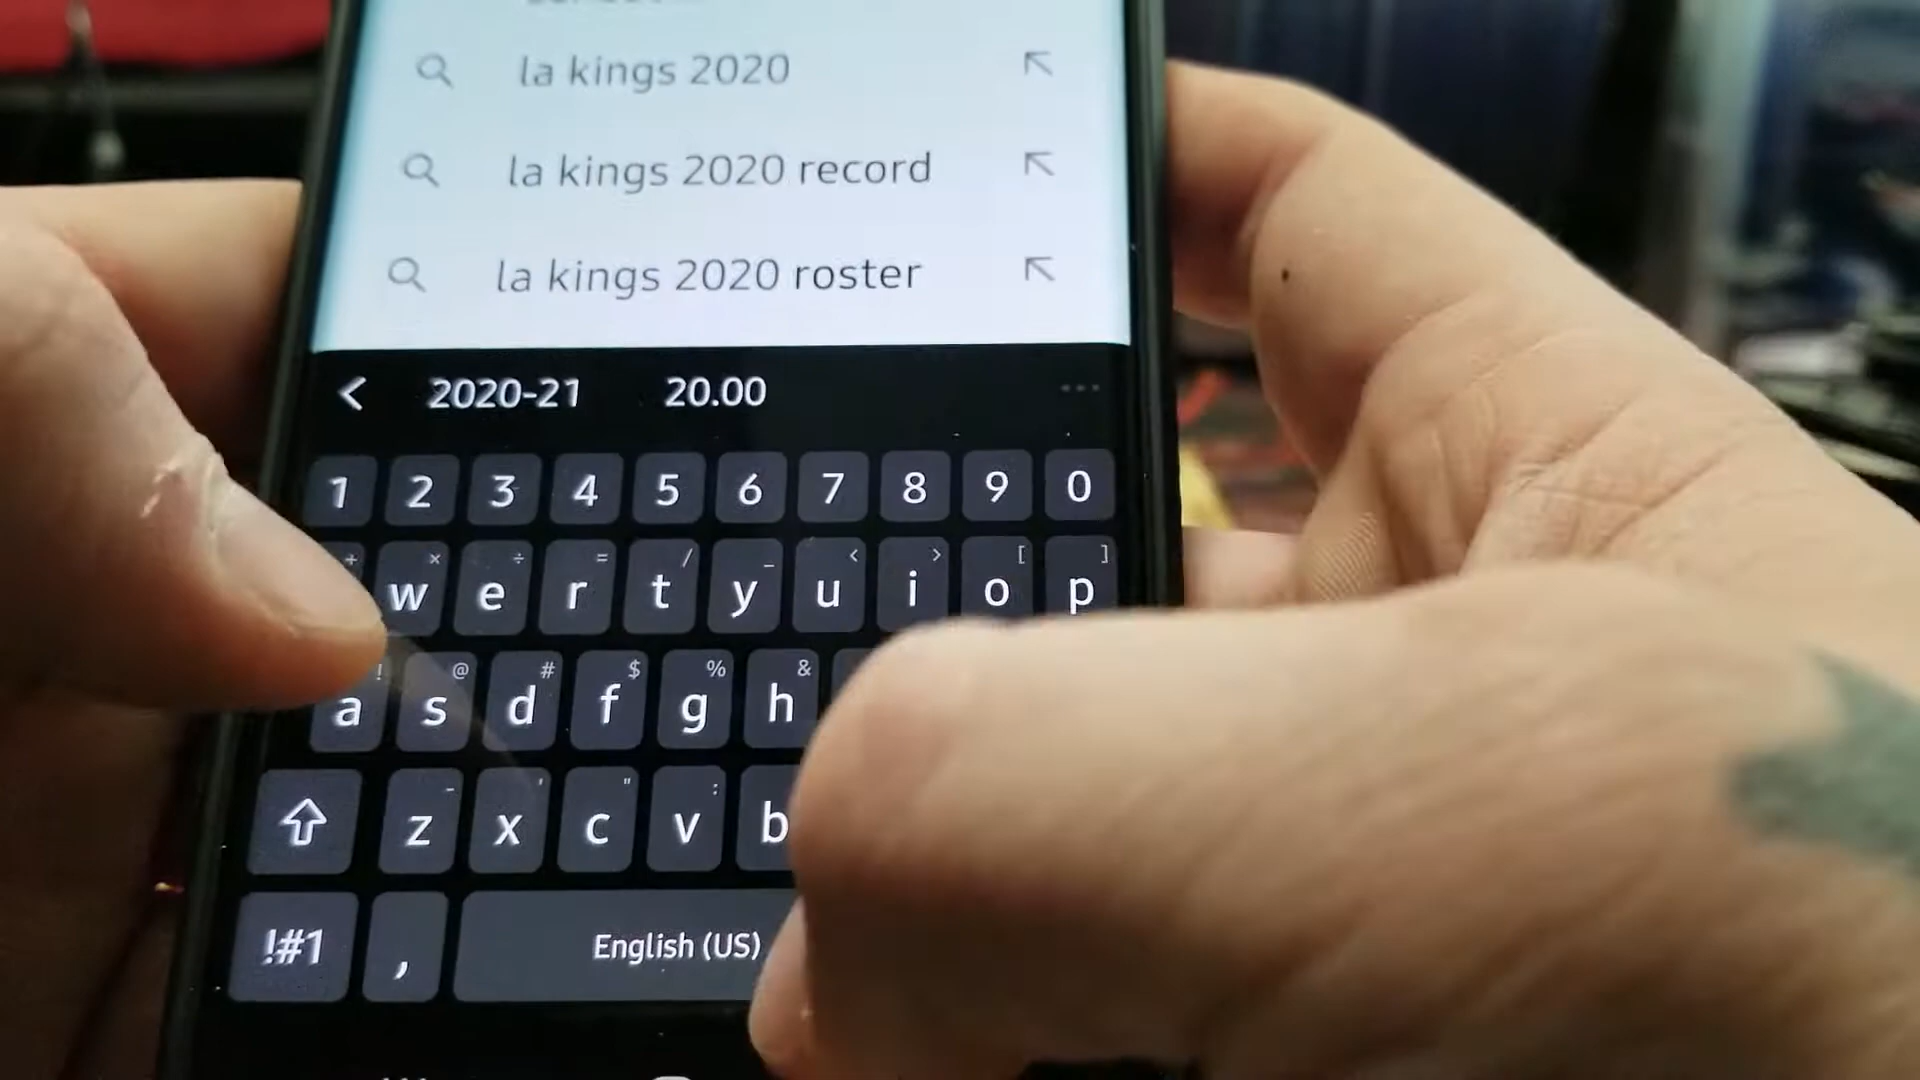 la kings 2020
la kings 2020 record
la kings 2020 roster
2020-21 20.00
1 2 3 4 5 6 7 8 9 0
+ × ÷ = / _ < > [ ]
w e r t y u i o p
! @ # $ % &
a s d f g h
- ' " :
z x c v b
!#1 , English (US)